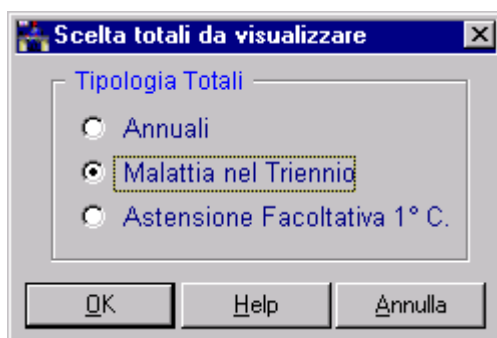 Scelta totali da visualizzare
Tipologia Totali
Annuali
Malattia nel Triennio
Astensione Facoltativa 1° C.
OK Help Annulla